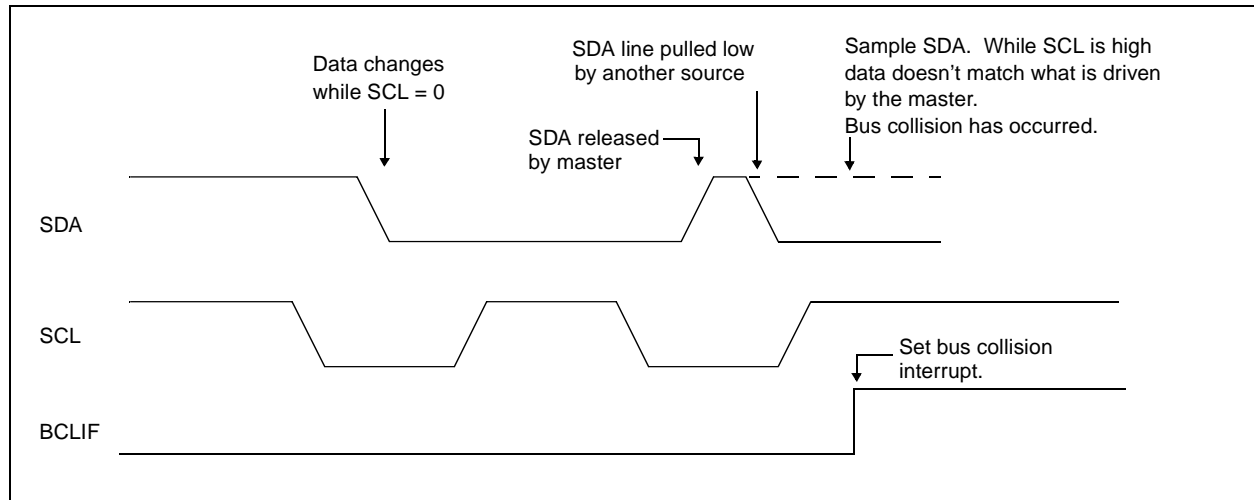 Data changes
while SCL = 0
SDA line pulled low
by another source
Sample SDA.  While SCL is high
data doesn't match what is driven
by the master.
Bus collision has occurred.
SDA released
by master
SDA
SCL
Set bus collision
interrupt.
BCLIF